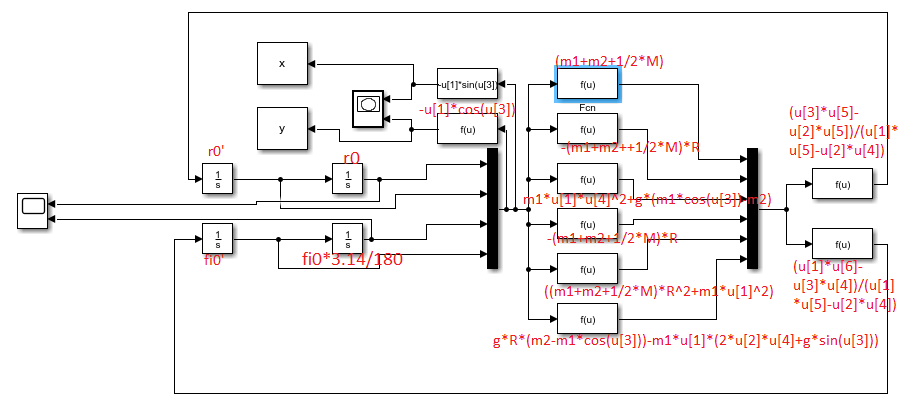 (m1+m2+1/2*M)
x
-u[1]*sin(u[3])
f(u)
Fcn
-u[1]*cos(u[3])
(u[3]*u[5]-
u[2]*u[5])/(u[1]*
u[5]-u[2]*u[4])
y
f(u)
f(u)
-(m1+m2++1/2*M)*R
r0'
r0
1
s
1
s
f(u)
f(u)
m1*u[1]*u[4]^2+g*(m1*cos(u[3])-m2)
f(u)
-(m1+m2+1/2*M)*R
1
s
1
s
f(u)
fi0'
fi0*3.14/180
f(u)
(u[1]*u[6]-
u[3]*u[4])/(u[1]
*u[5]-u[2]*u[4])
((m1+m2+1/2*M)*R^2+m1*u[1]^2)
f(u)
g*R*(m2-m1*cos(u[3]))-m1*u[1]*(2*u[2]*u[4]+g*sin(u[3]))